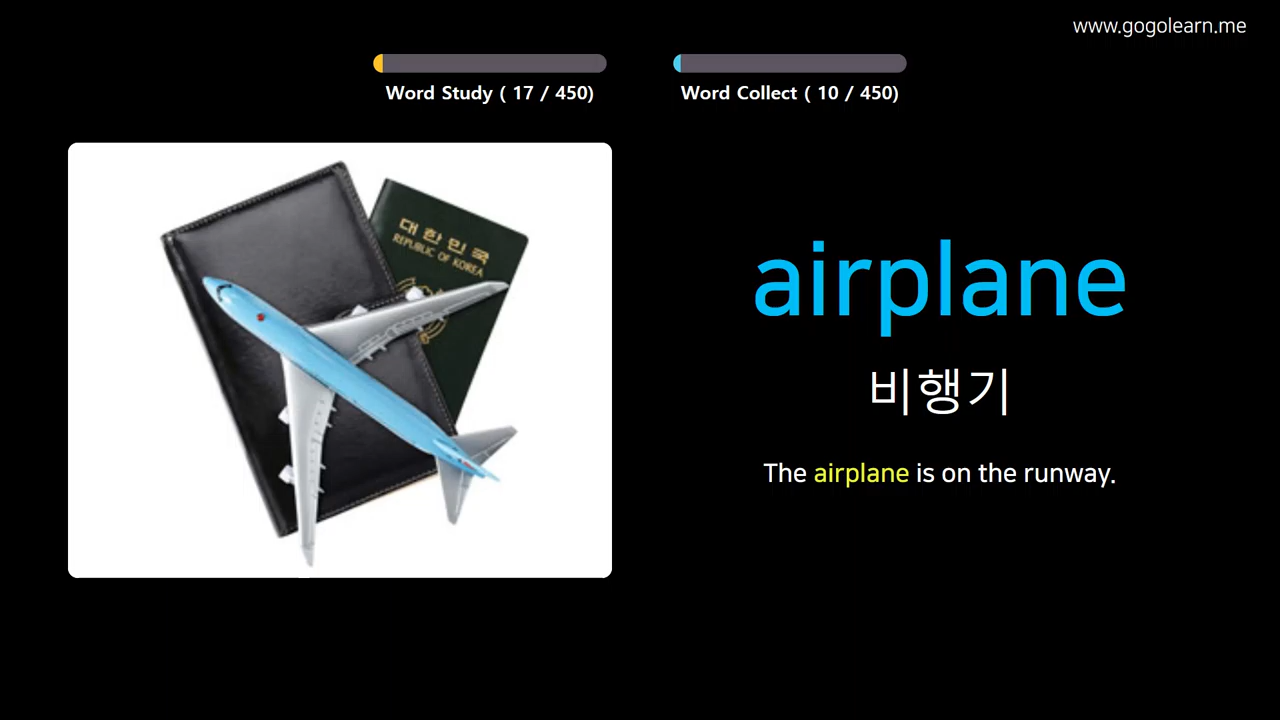 www.gogolearn.me
Word Study ( 17 / 450)
Word Collect ( 10 / 450)
대한민국
REPUBLIC OF KOREA
airplane
비행기
The airplane is on the runway.